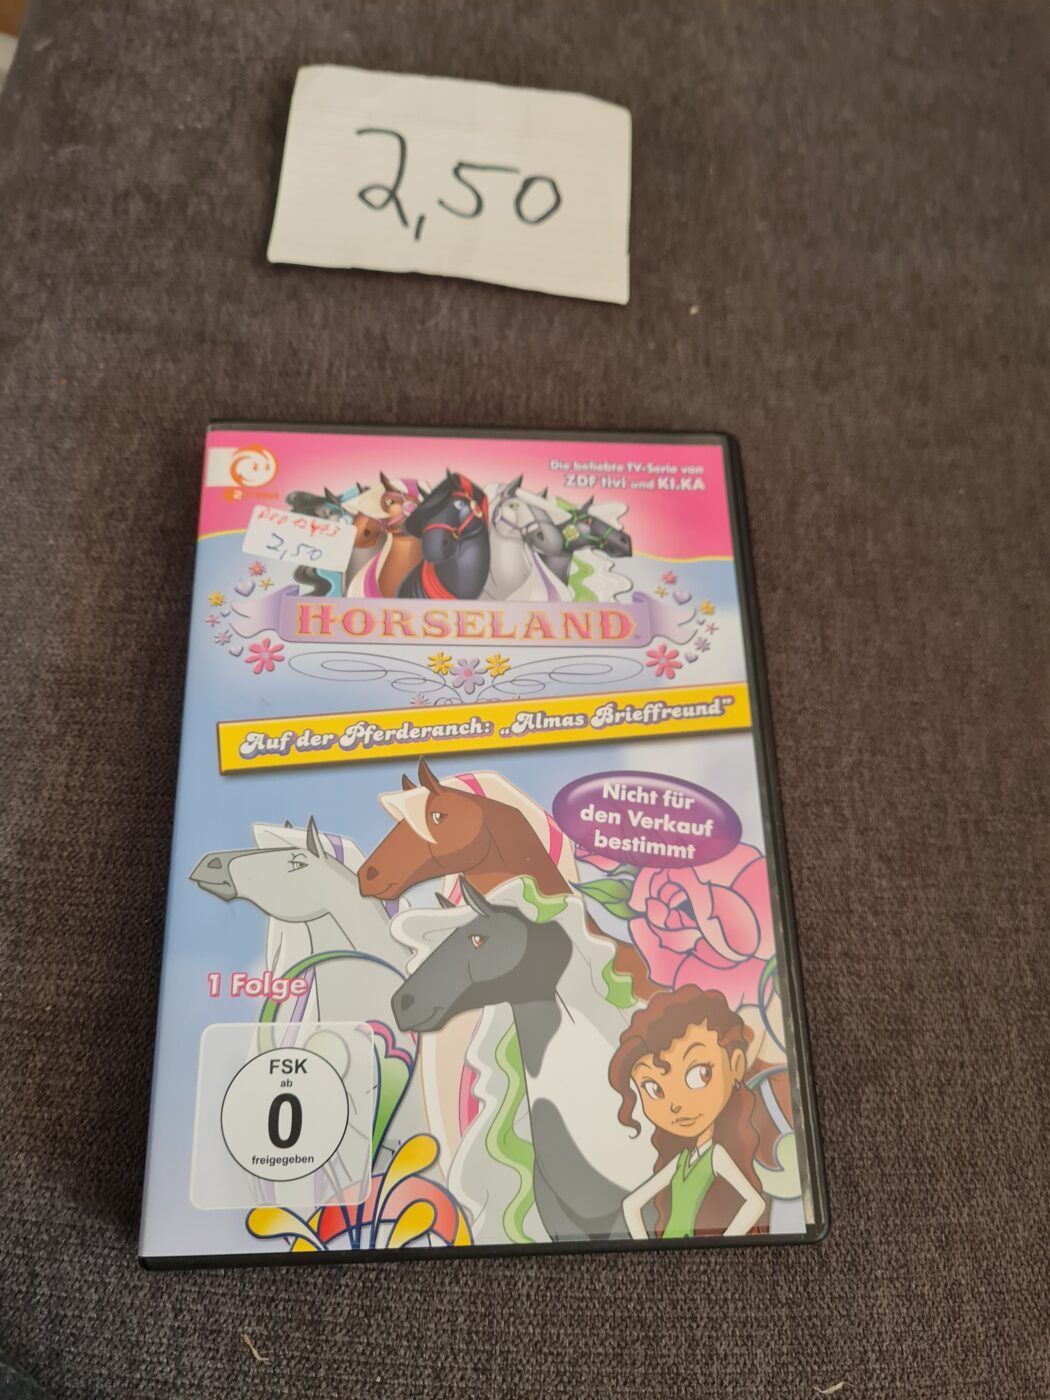 2,50
Die beliebte TV-Serie von
ZDF tivi und KI.KA
2,50
HORSELAND
Auf der Pferderanch: „Almas Brieffreund"
Nicht für
den Verkauf
bestimmt
1 Folge
FSK
ab
0
freigegeben